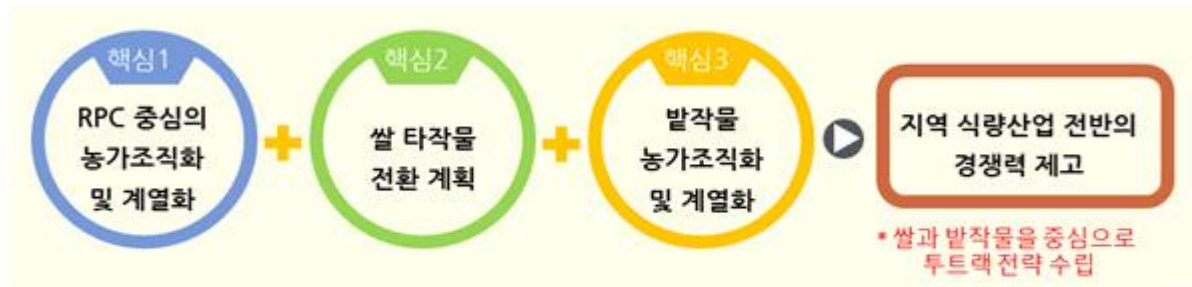 핵심1
RPC 중심의
농가조직화
및 계열화
핵심2
쌀 타작물
전환 계획
핵심3
밭작물
농가조직화
및 계열화
지역 식량산업 전반의
경쟁력 제고
* 쌀과 밭작물을 중심으로
투트랙 전략 수립